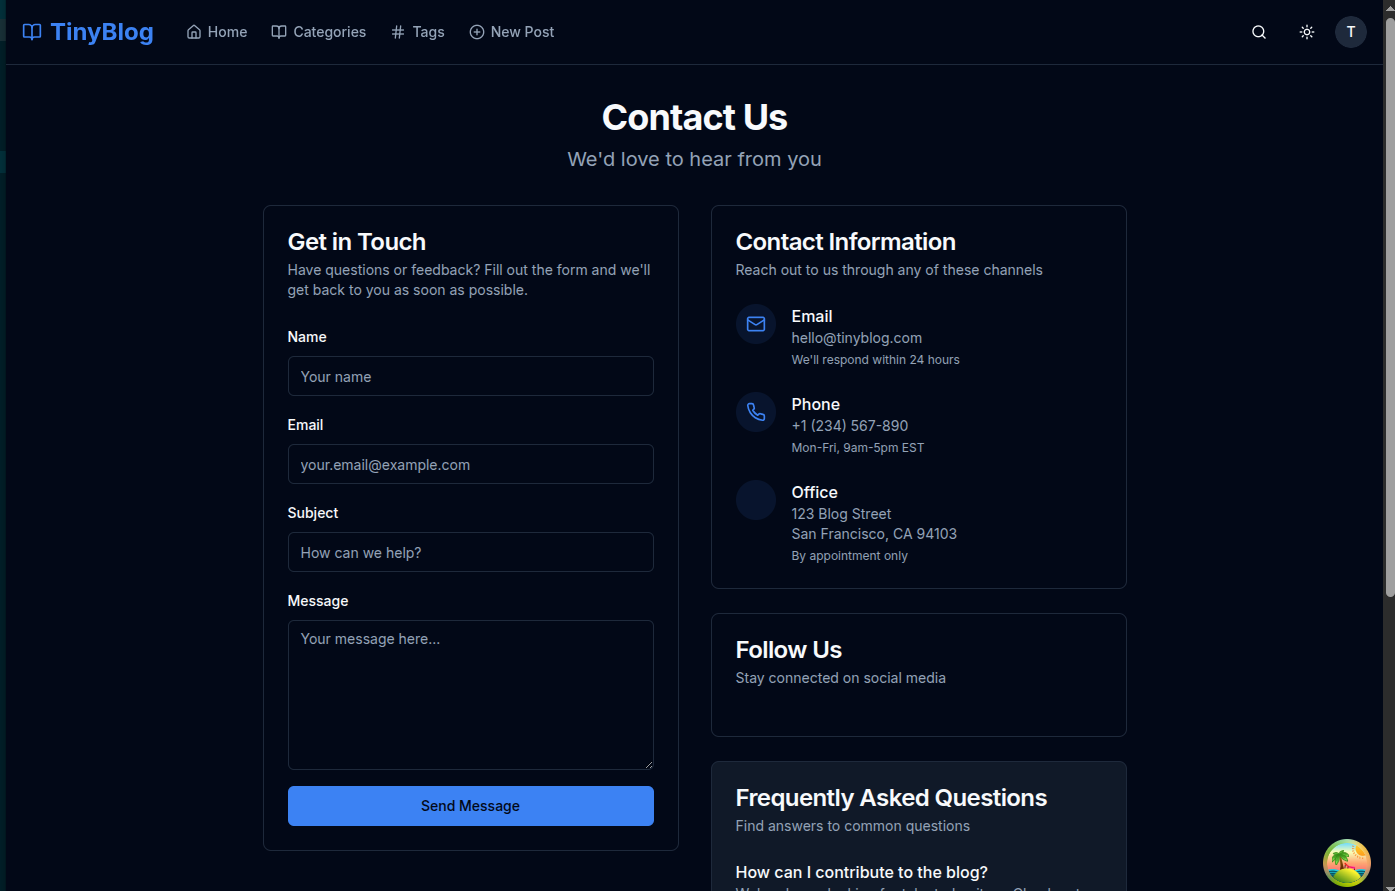 TinyBlog
Home
Categories
Tags
New Post
T
Contact Us
We'd love to hear from you
Get in Touch
Have questions or feedback? Fill out the form and we'll
get back to you as soon as possible.
Name
Your name
Email
your.email@example.com
Subject
How can we help?
Message
Your message here...
Send Message
Contact Information
Reach out to us through any of these channels
Email
hello@tinyblog.com
We'll respond within 24 hours
Phone
+1 (234) 567-890
Mon-Fri, 9am-5pm EST
Office
123 Blog Street
San Francisco, CA 94103
By appointment only
Follow Us
Stay connected on social media
Frequently Asked Questions
Find answers to common questions
How can I contribute to the blog?